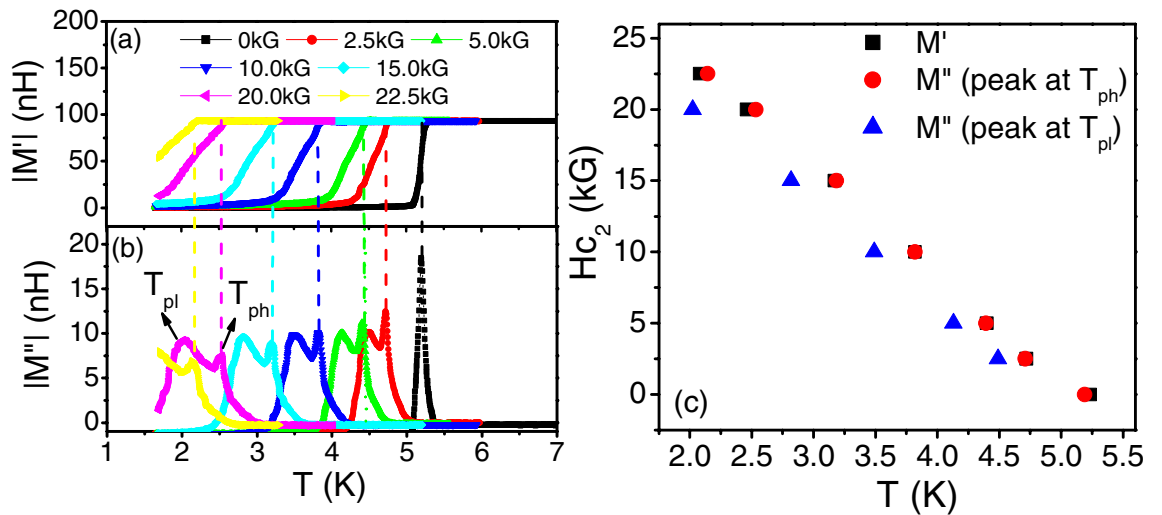 (a)
0kG 2.5kG 5.0kG
10.0kG 15.0kG
20.0kG 22.5kG
200
150
100
50
0
|M'| (nH)
(b)
T_pl
T_ph
20
15
10
5
0
|M''| (nH)
1 2 3 4 5 6 7
T (K)
M'
M'' (peak at T_ph)
M'' (peak at T_pl)
25
20
15
10
5
0
Hc_2 (kG)
(c)
2.0 2.5 3.0 3.5 4.0 4.5 5.0 5.5
T (K)